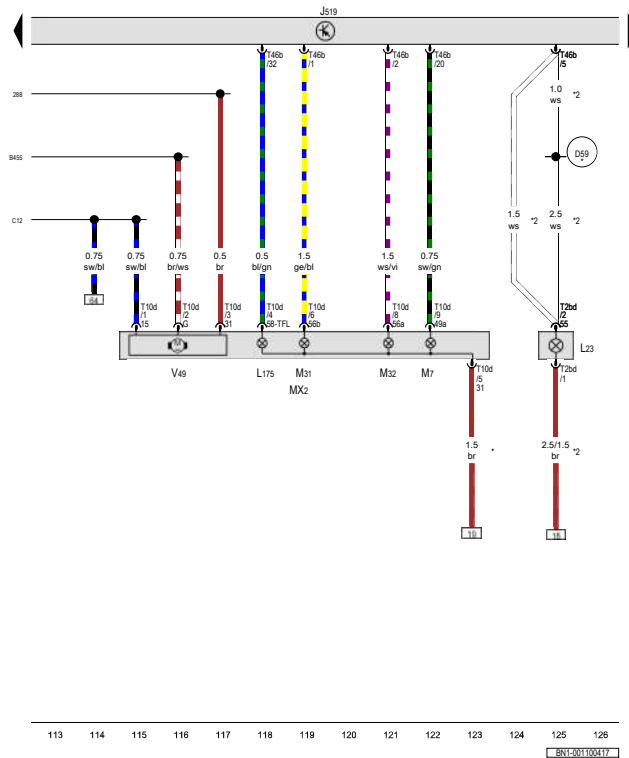 J519
T46b /32
T46b /1
T46b /2
T46b /20
T46b /5
288
B455
C12
1.0 ws
*2
D59
*
0.75 sw/bl
0.75 sw/bl
0.75 br/ws
0.5 br
0.5 bl/gn
1.5 ge/bl
1.5 ws/vi
0.75 sw/gn
1.5 ws
*2
2.5 ws
*2
64
T10d /1 15
T10d /2 G
T10d /3 31
T10d /4 58-TFL
T10d /6 56b
T10d /8 56a
T10d /9 49a
T2bd /2 55
M
V49
L175
M31
M32
M7
L23
MX2
T10d /5 31
T2bd /1
1.5 br
*
2.5/1.5 br
*2
19
18
113 114 115 116 117 118 119 120 121 122 123 124 125 126
BN1-001100417